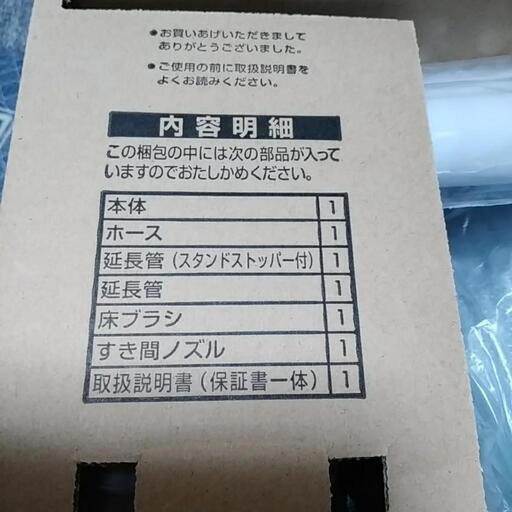 ●お買いあげいただきまして
ありがとうございました。
●ご使用の前に取扱説明書を
よくお読みください。
内容明細
この梱包の中には次の部品が入って
いますのでおたしかめください。
本体 1
ホース 1
延長管(スタンドストッパー付) 1
延長管 1
床ブラシ 1
すき間ノズル 1
取扱説明書(保証書一体) 1